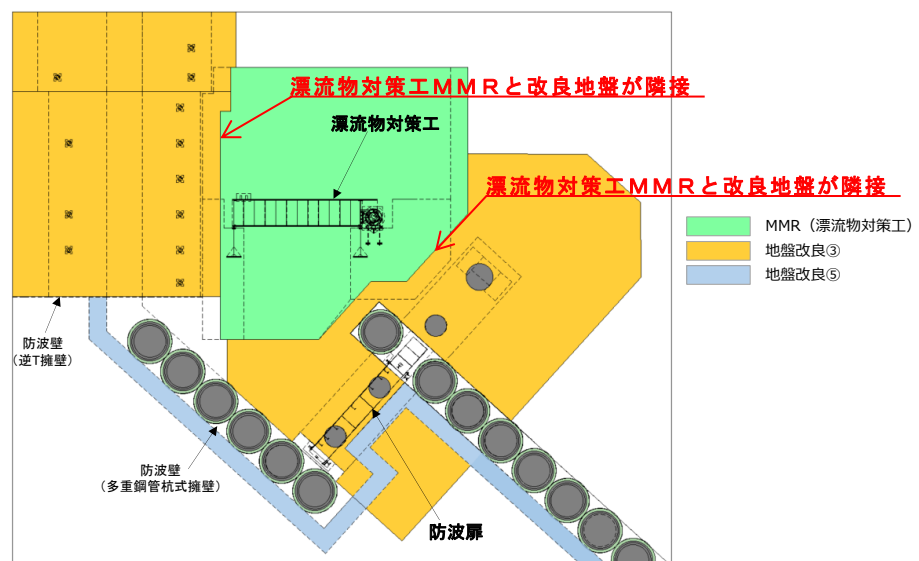 漂流物対策工MMRと改良地盤が隣接
漂流物対策工
漂流物対策工MMRと改良地盤が隣接
MMR（漂流物対策工）
地盤改良③
地盤改良⑤
防波壁
（逆T擁壁）
防波壁
（多重鋼管杭式擁壁）
防波扉